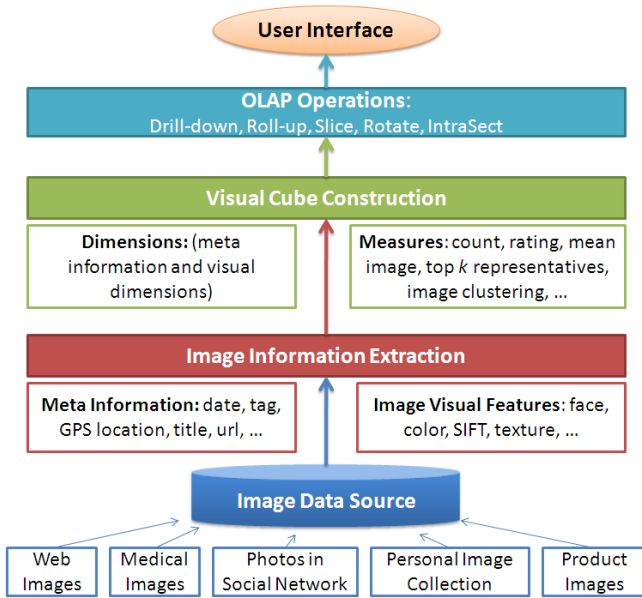 User Interface
OLAP Operations:
Drill-down, Roll-up, Slice, Rotate, IntraSect
Visual Cube Construction
Dimensions: (meta
information and visual
dimensions)
Measures: count, rating, mean
image, top k representatives,
image clustering, ...
Image Information Extraction
Meta Information: date, tag,
GPS location, title, url, ...
Image Visual Features: face,
color, SIFT, texture, ...
Image Data Source
Web
Images
Medical
Images
Photos in
Social Network
Personal Image
Collection
Product
Images